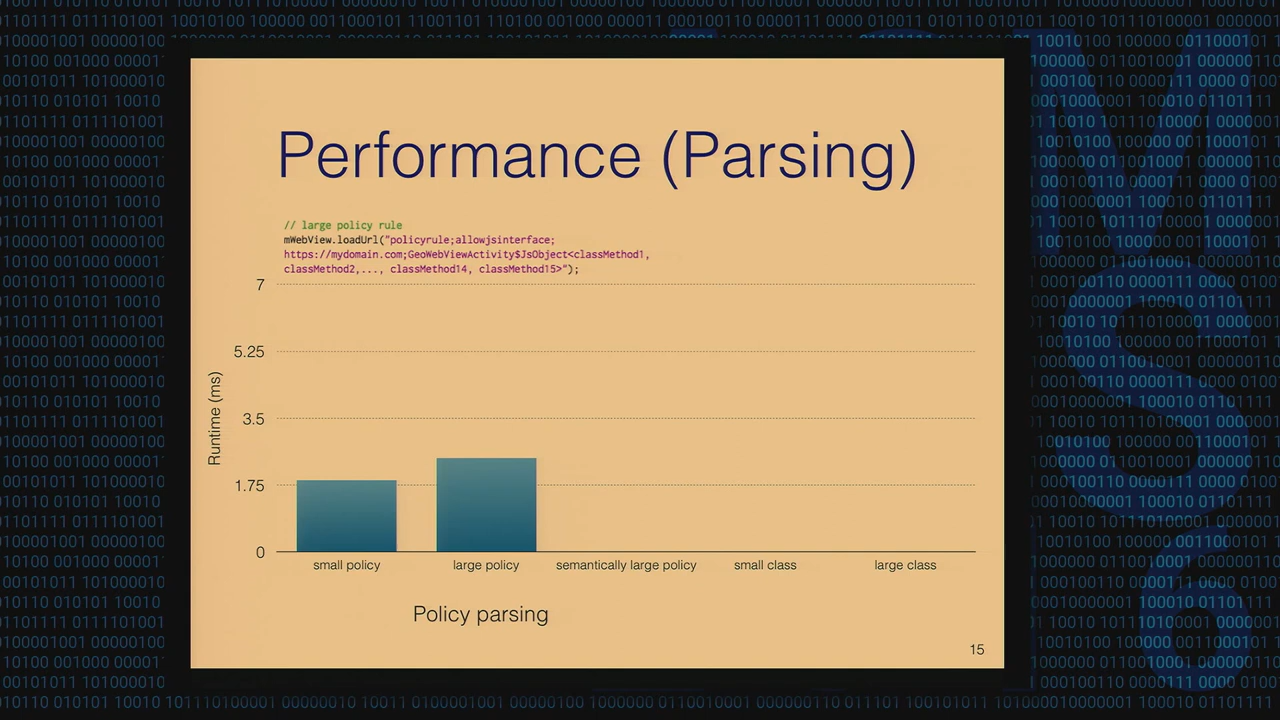 Performance (Parsing)
// large policy rule
mWebView.loadUrl("policyrule;allowjsinterface;
https://mydomain.com;GeoWebViewActivity$JsObject<classMethod1,
classMethod2,..., classMethod14, classMethod15>");
7
5.25
3.5
1.75
0
Runtime (ms)
small policy
large policy
semantically large policy
small class
large class
Policy parsing
15